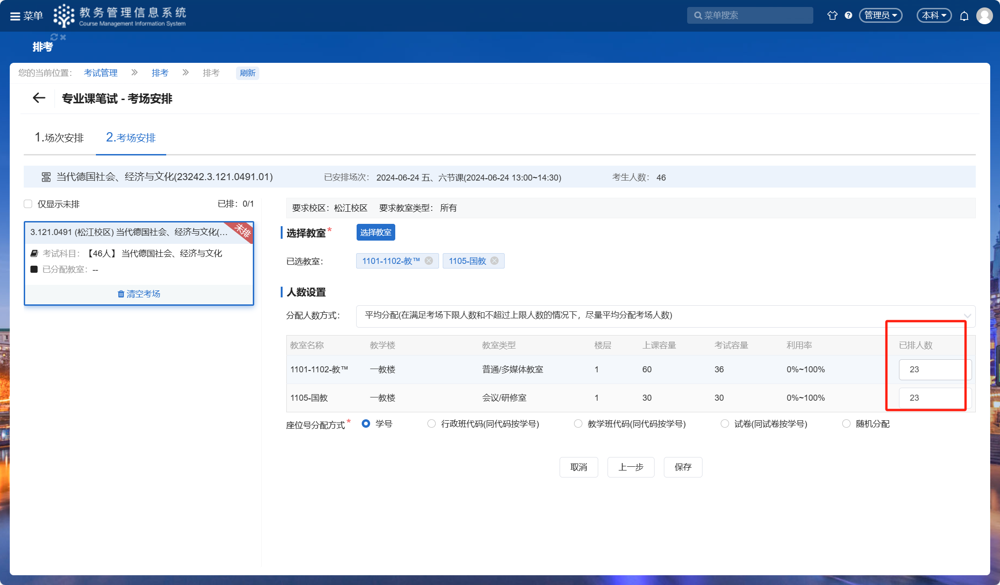 菜单
教务管理信息系统
Course Management Information System
菜单搜索
管理员
本科
排考
您的当前位置： 考试管理 排考 排考 刷新
专业课笔试 - 考场安排
1.场次安排 2.考场安排
当代德国社会、经济与文化(23242.3.121.0491.01) 已安排场次： 2024-06-24 五、六节课(2024-06-24 13:00~14:30) 考生人数： 46
仅显示未排 已排：0/1
3.121.0491 (松江校区) 当代德国社会、经济与文化(...
未排
考试科目： 【46人】 当代德国社会、经济与文化
已分配教室： --
清空考场
要求校区：松江校区 要求教室类型： 所有
选择教室* 选择教室
已选教室： 1101-1102-教™ 1105-国教
人数设置
分配人数方式： 平均分配(在满足考场下限人数和不超过上限人数的情况下，尽量平均分配考场人数)
教室名称 教学楼 教室类型 楼层 上课容量 考试容量 利用率 已排人数
1101-1102-教™ 一教楼 普通/多媒体教室 1 60 36 0%~100% 23
1105-国教 一教楼 会议/研修室 1 30 30 0%~100% 23
座位号分配方式* 学号 行政班代码(同代码按学号) 教学班代码(同代码按学号) 试卷(同试卷按学号) 随机分配
取消 上一步 保存